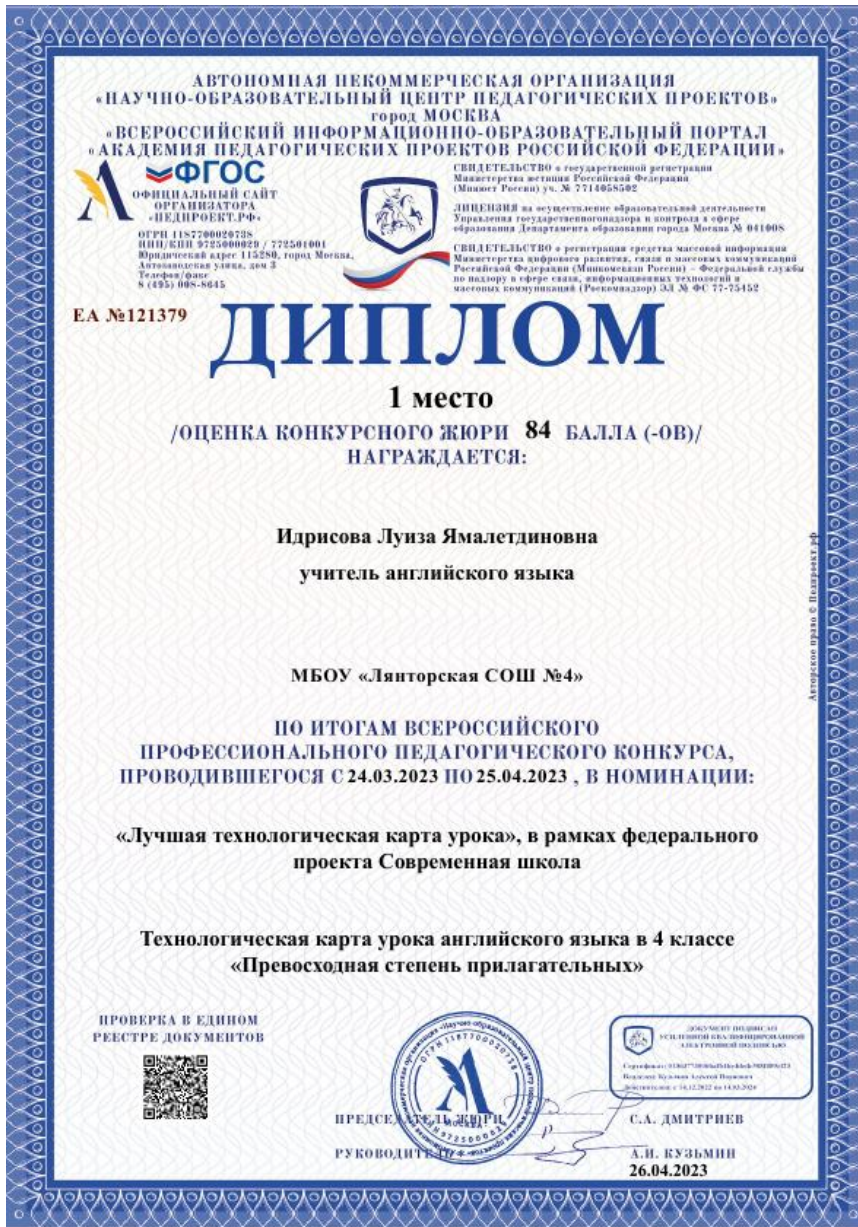 АВТОНОМНАЯ НЕКОММЕРЧЕСКАЯ ОРГАНИЗАЦИЯ
«НАУЧНО-ОБРАЗОВАТЕЛЬНЫЙ ЦЕНТР ПЕДАГОГИЧЕСКИХ ПРОЕКТОВ»
город МОСКВА
«ВСЕРОССИЙСКИЙ ИНФОРМАЦИОННО-ОБРАЗОВАТЕЛЬНЫЙ ПОРТАЛ
«АКАДЕМИЯ ПЕДАГОГИЧЕСКИХ ПРОЕКТОВ РОССИЙСКОЙ ФЕДЕРАЦИИ»
ФГОС
ОФИЦИАЛЬНЫЙ САЙТ
ОРГАНИЗАТОРА
«ПЕДПРОЕКТ.РФ»
ОГРН 1187700020738
ИНН/КПП 9725000029 / 772501001
Юридический адрес 115280, город Москва,
Автозаводская улица, дом 3
Телефон/факс
8 (495) 008-8645
СВИДЕТЕЛЬСТВО о государственной регистрации
Министерства юстиции Российской Федерации
(Минюст России) уч. № 7714058502
ЛИЦЕНЗИЯ на осуществление образовательной деятельности
Управления государственногонадзора и контроля в сфере
образования Департамента образования города Москва № 041008
СВИДЕТЕЛЬСТВО о регистрации средства массовой информации
Министерства цифрового развития, связи и массовых коммуникаций
Российской Федерации (Минкомсвязи России) – Федеральной службы
по надзору в сфере связи, информационных технологий и
массовых коммуникаций (Роскомнадзор) ЭЛ № ФС 77-75452
ЕА №121379
ДИПЛОМ
1 место
/ОЦЕНКА КОНКУРСНОГО ЖЮРИ 84 БАЛЛА (-ОВ)/
НАГРАЖДАЕТСЯ:
Идрисова Луиза Ямалетдиновна
учитель английского языка
МБОУ «Лянторская СОШ №4»
ПО ИТОГАМ ВСЕРОССИЙСКОГО
ПРОФЕССИОНАЛЬНОГО ПЕДАГОГИЧЕСКОГО КОНКУРСА,
ПРОВОДИВШЕГОСЯ С 24.03.2023 ПО 25.04.2023 , В НОМИНАЦИИ:
«Лучшая технологическая карта урока», в рамках федерального
проекта Современная школа
Технологическая карта урока английского языка в 4 классе
«Превосходная степень прилагательных»
Авторское право © Педпроект.рф
ПРОВЕРКА В ЕДИНОМ
РЕЕСТРЕ ДОКУМЕНТОВ
ДОКУМЕНТ ПОДПИСАН
УСИЛЕННОЙ КВАЛИФИЦИРОВАННОЙ
ЭЛЕКТРОННОЙ ПОДПИСЬЮ
ПРЕДСЕДАТЕЛЬ ЖЮРИ
С.А. ДМИТРИЕВ
РУКОВОДИТЕЛЬ
А.И. КУЗЬМИН
26.04.2023